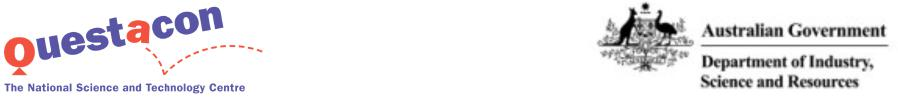 Questacon
The National Science and Technology Centre
Australian Government
Department of Industry,
Science and Resources